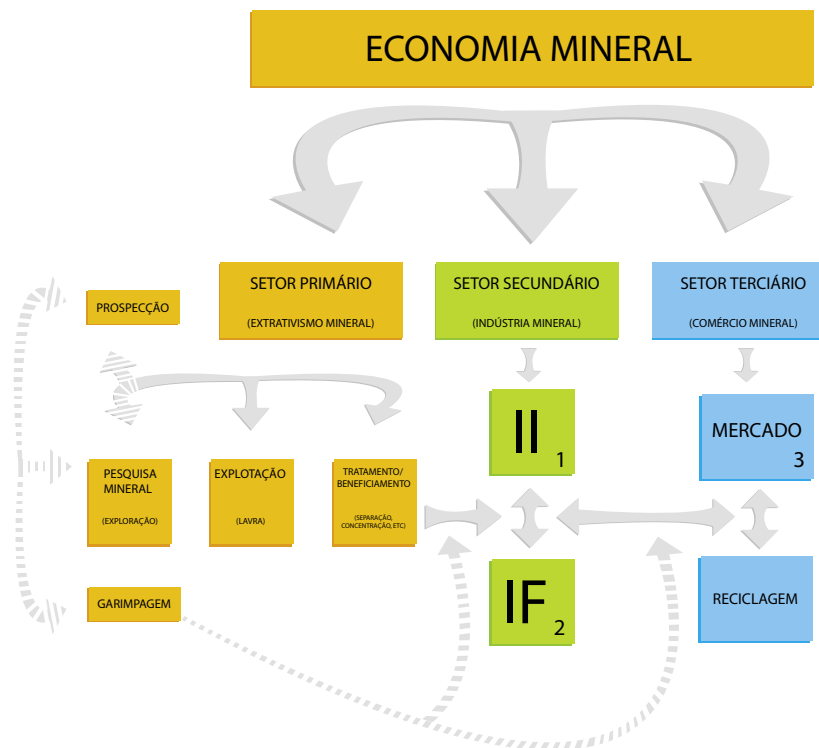 ECONOMIA MINERAL
SETOR PRIMÁRIO
(EXTRATIVISMO MINERAL)
SETOR SECUNDÁRIO
(INDÚSTRIA MINERAL)
SETOR TERCIÁRIO
(COMÉRCIO MINERAL)
PROSPECÇÃO
II
1
MERCADO
3
PESQUISA
MINERAL
(EXPLORAÇÃO)
EXPLOTAÇÃO
(LAVRA)
TRATAMENTO/
BENEFICIAMENTO
(SEPARAÇÃO,
CONCENTRAÇÃO, ETC)
GARIMPAGEM
IF
2
RECICLAGEM